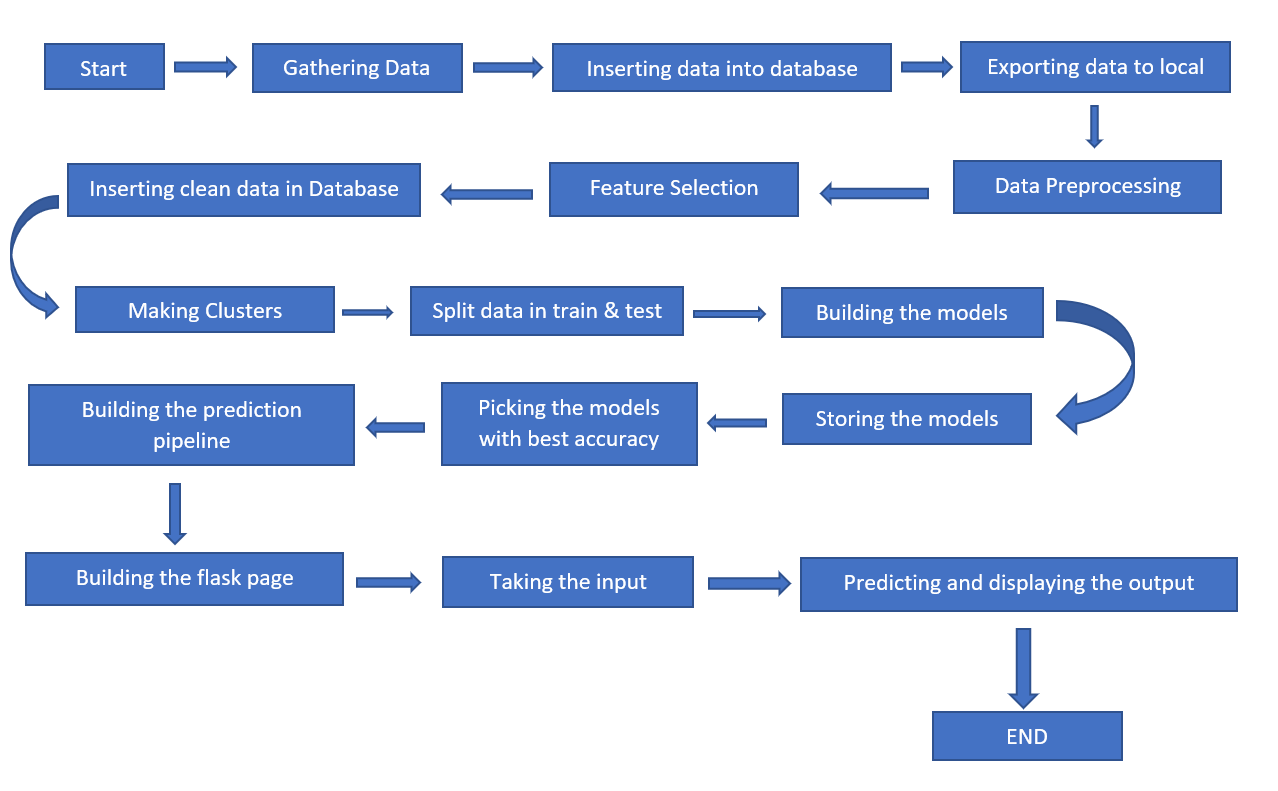 Start
Gathering Data
Inserting data into database
Exporting data to local
Data Preprocessing
Feature Selection
Inserting clean data in Database
Making Clusters
Split data in train & test
Building the models
Storing the models
Picking the models
with best accuracy
Building the prediction
pipeline
Building the flask page
Taking the input
Predicting and displaying the output
END